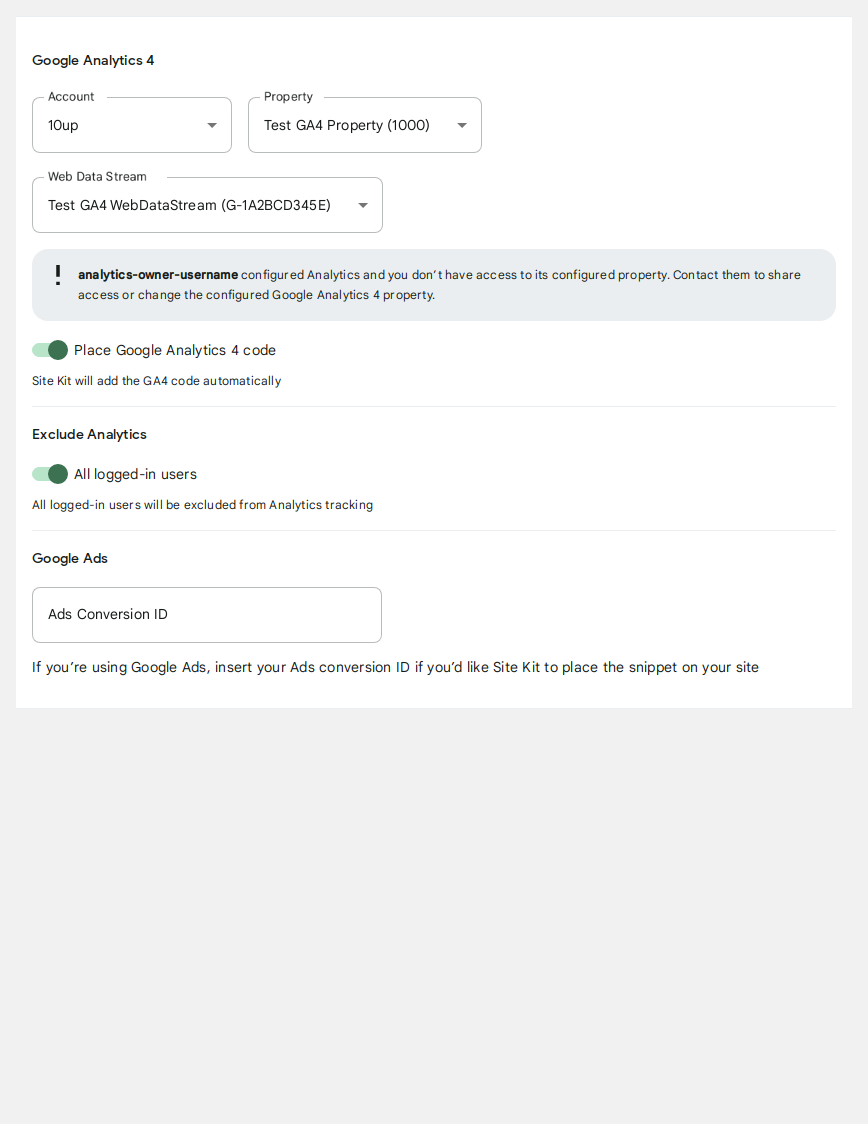 Google Analytics 4
Account
10up
Property
Test GA4 Property (1000)
Web Data Stream
Test GA4 WebDataStream (G-1A2BCD345E)
! analytics-owner-username configured Analytics and you don’t have access to its configured property. Contact them to share
access or change the configured Google Analytics 4 property.
Place Google Analytics 4 code
Site Kit will add the GA4 code automatically
Exclude Analytics
All logged-in users
All logged-in users will be excluded from Analytics tracking
Google Ads
Ads Conversion ID
If you’re using Google Ads, insert your Ads conversion ID if you’d like Site Kit to place the snippet on your site